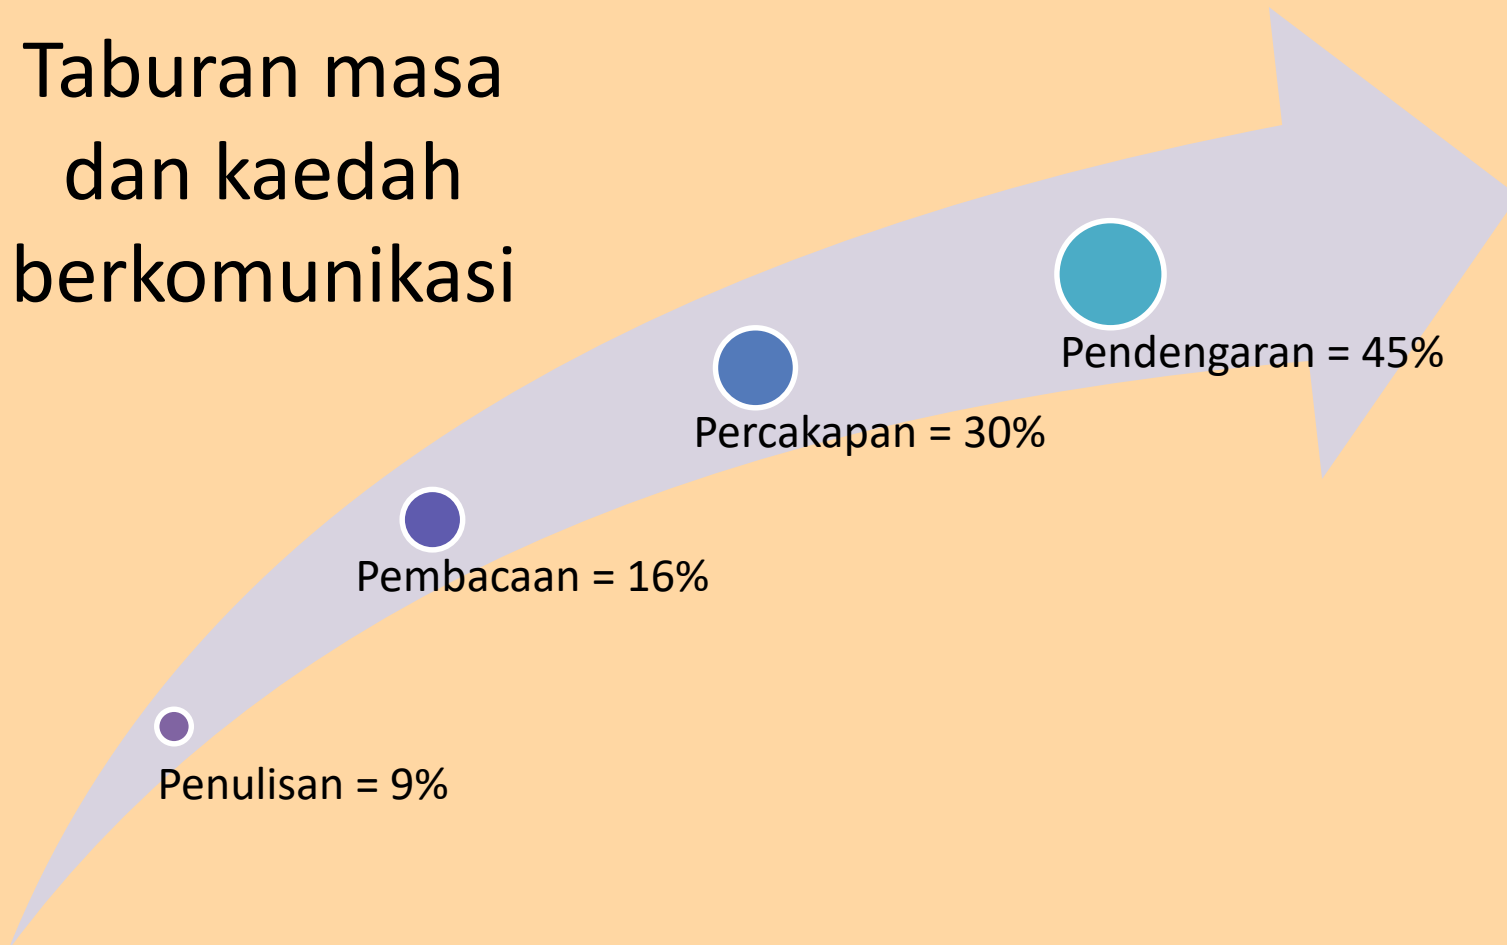 Taburan masa
dan kaedah
berkomunikasi
Pendengaran = 45%
Percakapan = 30%
Pembacaan = 16%
Penulisan = 9%